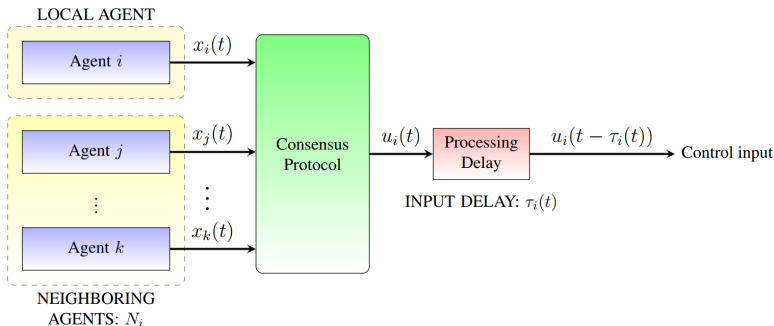 LOCAL AGENT
Agent i
x_i(t)
Agent j
x_j(t)
⋮
⋮
Agent k
x_k(t)
NEIGHBORING
AGENTS: N_i
Consensus
Protocol
u_i(t)
Processing
Delay
INPUT DELAY: τ_i(t)
u_i(t − τ_i(t))
Control input